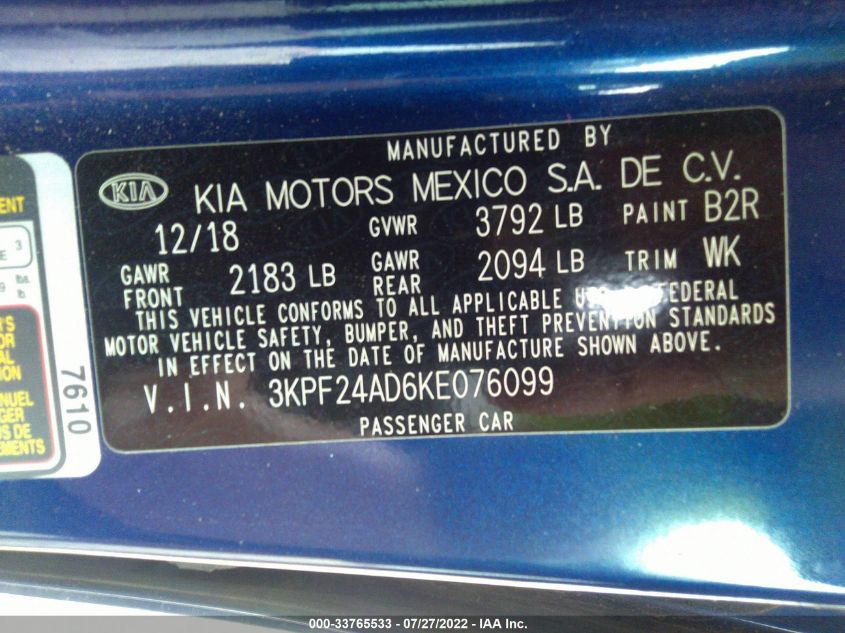 MANUFACTURED BY
KIA KIA MOTORS MEXICO S.A. DE C.V.
12/18 GVWR 3792 LB PAINT B2R
GAWR FRONT 2183 LB GAWR REAR 2094 LB TRIM WK
THIS VEHICLE CONFORMS TO ALL APPLICABLE FEDERAL
MOTOR VEHICLE SAFETY, BUMPER, AND THEFT PREVENTION STANDARDS
IN EFFECT ON THE DATE OF MANUFACTURE SHOWN ABOVE.
V.I.N. 3KPF24AD6KE076099
PASSENGER CAR
7610
000-33765533 - 07/27/2022 - IAA Inc.